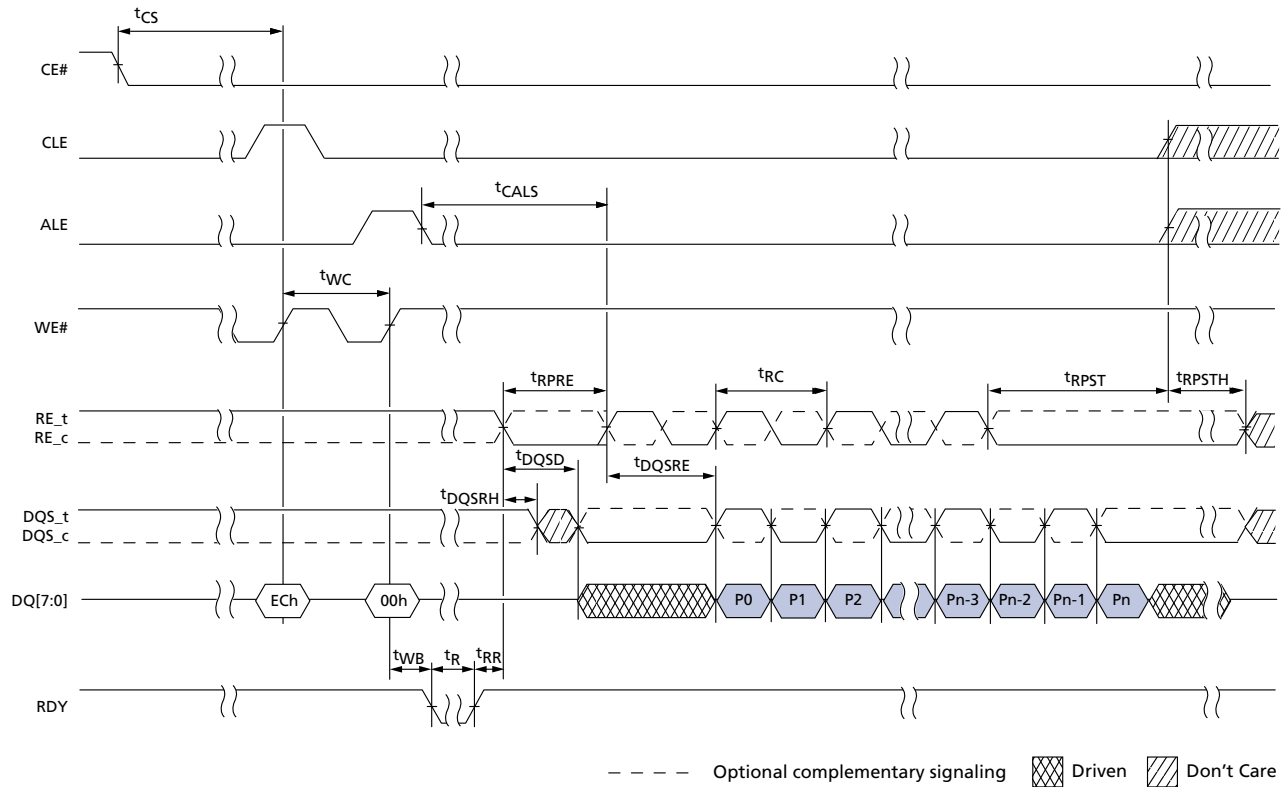 tCS
CE#
CLE
tCALS
ALE
tWC
WE#
tRPRE
tRC
tRPST
tRPSTH
RE_t
RE_c
tDQSD
tDQSRE
tDQSRH
DQS_t
DQS_c
DQ[7:0]
ECh
00h
P0
P1
P2
Pn-3
Pn-2
Pn-1
Pn
tWB
tR
tRR
RDY
Optional complementary signaling
Driven
Don't Care